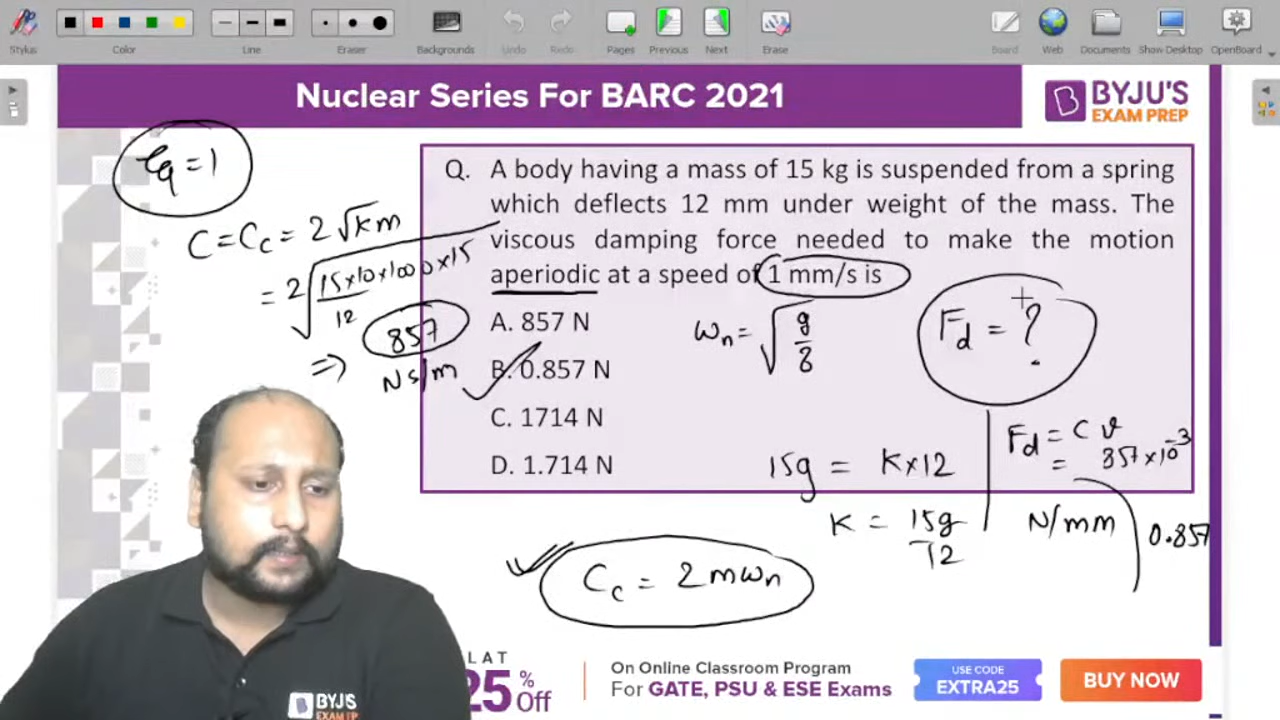 Stylus
Color
Line
Eraser
Backgrounds
Undo
Redo
Pages
Previous
Next
Erase
Board
Web
Documents
Show Desktop
OpenBoard
Nuclear Series For BARC 2021
BYJU'S
EXAM PREP
ξ = 1
C = Cc = 2√km
= 2√15×10×1000×15
12
⇒ 857
Ns/m
Q. A body having a mass of 15 kg is suspended from a spring
which deflects 12 mm under weight of the mass. The
viscous damping force needed to make the motion
aperiodic at a speed of 1 mm/s is
A. 857 N
B. 0.857 N
C. 1714 N
D. 1.714 N
ωn = √g/δ
Fd = ?
15g = K×12
K = 15g
12
N/mm
Fd = C v
= 857×10-3
0.857
Cc = 2mωn
LAT
25% Off
On Online Classroom Program
For GATE, PSU & ESE Exams
USE CODE
EXTRA25
BUY NOW
BYJU'S
EXAM PREP